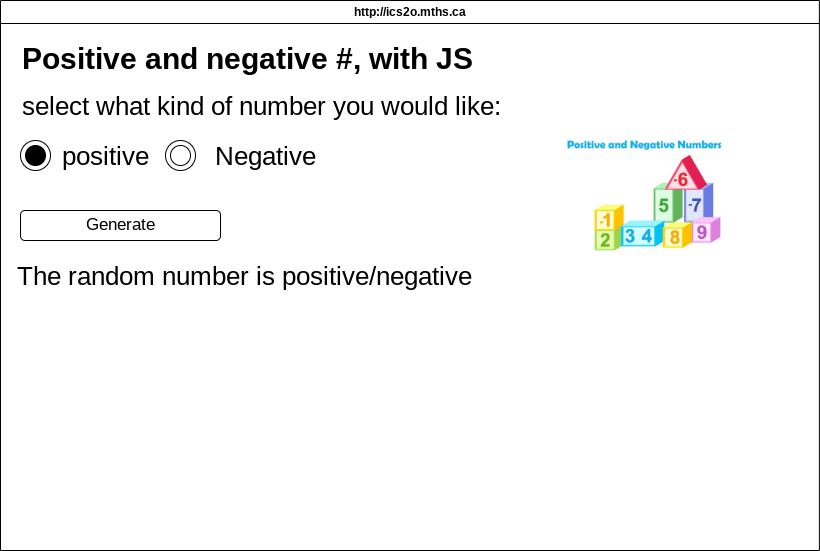 http://ics2o.mths.ca
Positive and negative #, with JS
select what kind of number you would like:
positive Negative
Positive and Negative Numbers
-6
5 -7
-1
2 3 4 8 9
Generate
The random number is positive/negative